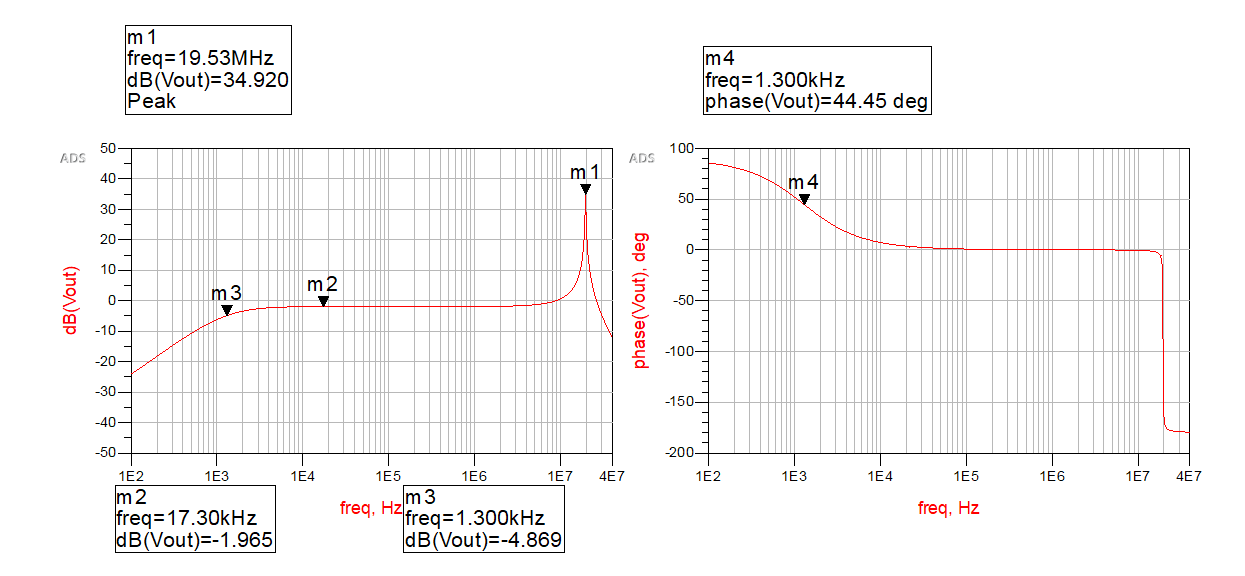 m1
freq=19.53MHz
dB(Vout)=34.920
Peak
m4
freq=1.300kHz
phase(Vout)=44.45 deg
ADS
50
40
30
20
10
0
-10
-20
-30
-40
-50
dB(Vout)
m1
m2
m3
1E2
1E3
1E4
1E5
1E6
1E7
4E7
freq, Hz
m2
freq=17.30kHz
dB(Vout)=-1.965
m3
freq=1.300kHz
dB(Vout)=-4.869
ADS
100
50
0
-50
-100
-150
-200
phase(Vout), deg
m4
1E2
1E3
1E4
1E5
1E6
1E7
4E7
freq, Hz